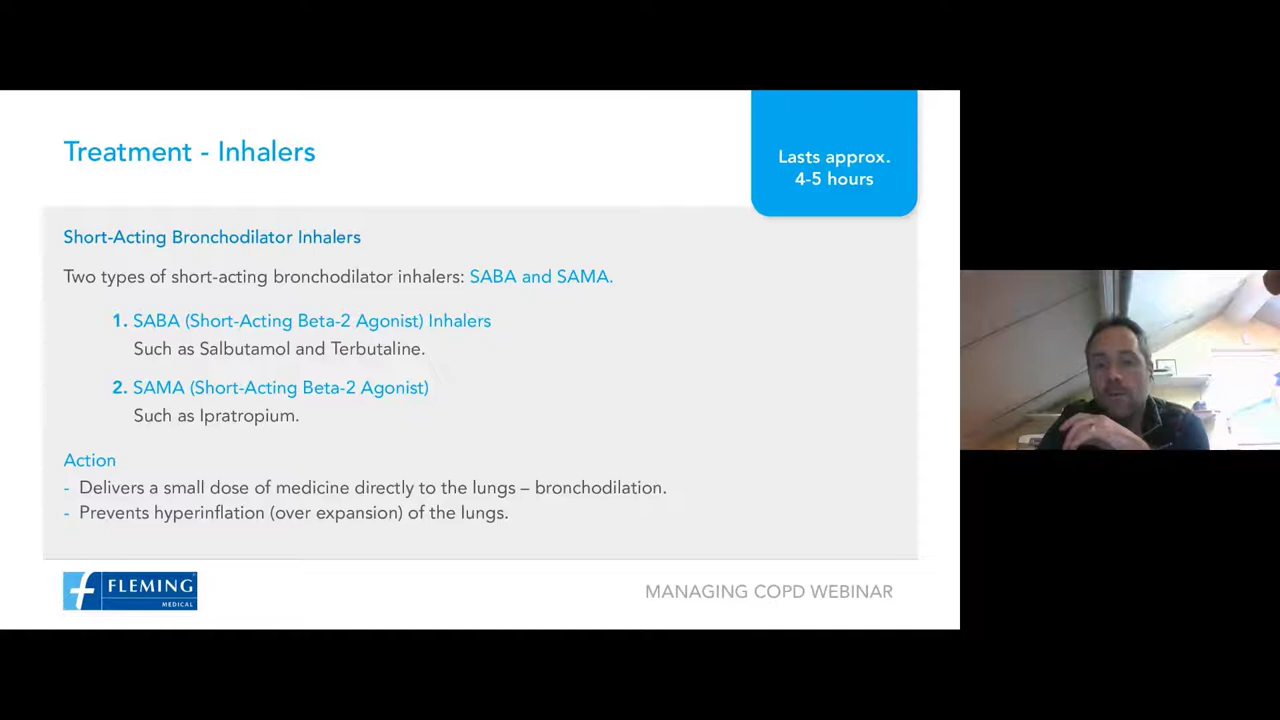 Treatment - Inhalers
Lasts approx.
4-5 hours
Short-Acting Bronchodilator Inhalers
Two types of short-acting bronchodilator inhalers: SABA and SAMA.
1. SABA (Short-Acting Beta-2 Agonist) Inhalers
Such as Salbutamol and Terbutaline.
2. SAMA (Short-Acting Beta-2 Agonist)
Such as Ipratropium.
Action
- Delivers a small dose of medicine directly to the lungs – bronchodilation.
- Prevents hyperinflation (over expansion) of the lungs.
FLEMING
MEDICAL
MANAGING COPD WEBINAR